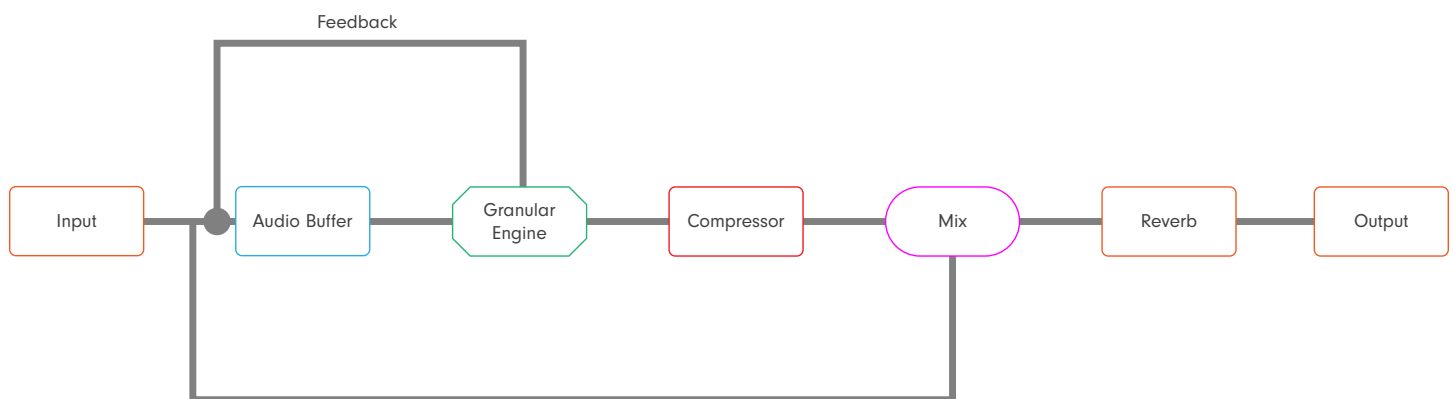 Feedback
Input
Audio Buffer
Granular
Engine
Compressor
Mix
Reverb
Output